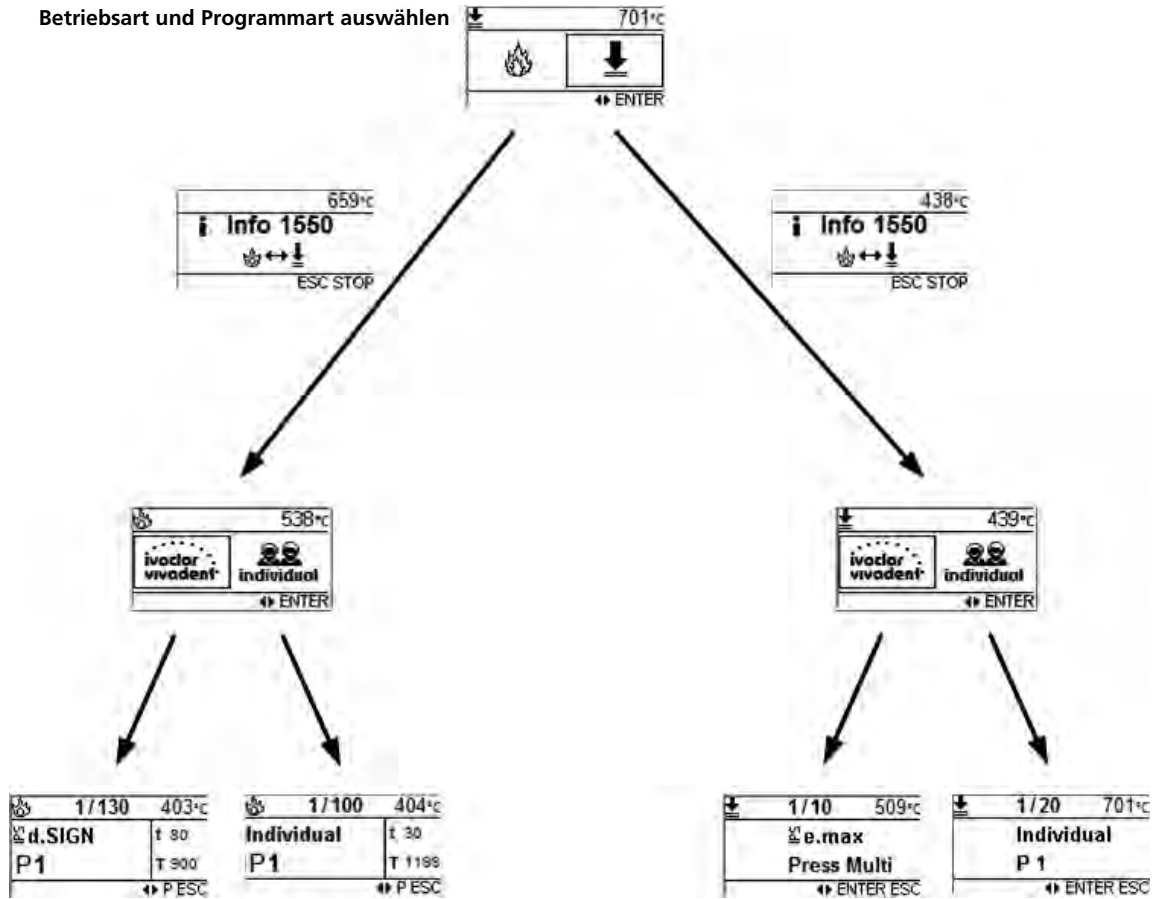 Betriebsart und Programmart auswählen
701°C
ENTER
659°C
i Info 1550
ESC STOP
438°C
i Info 1550
ESC STOP
538°C
ivoclar vivadent
individual
ENTER
439°C
ivoclar vivadent
individual
ENTER
1/130 403°C
IPS d.SIGN t 80
P1 T 900
P ESC
1/100 404°C
Individual t 30
P1 T 1199
P ESC
1/10 509°C
IPS e.max
Press Multi
ENTER ESC
1/20 701°C
Individual
P 1
ENTER ESC